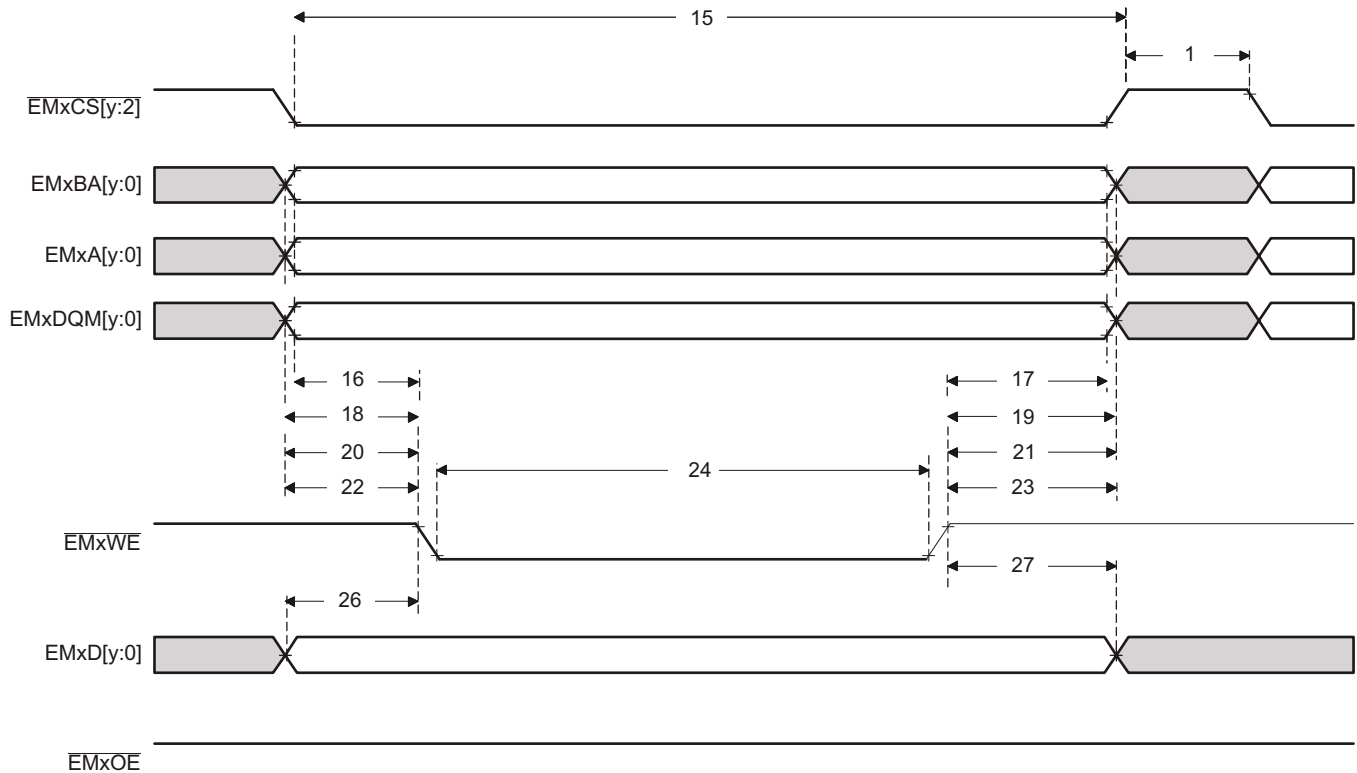 15
1
EMxCS[y:2]
EMxBA[y:0]
EMxA[y:0]
EMxDQM[y:0]
16 17
18 19
20 21
24
22 23
EMxWE
27
26
EMxD[y:0]
EMxOE